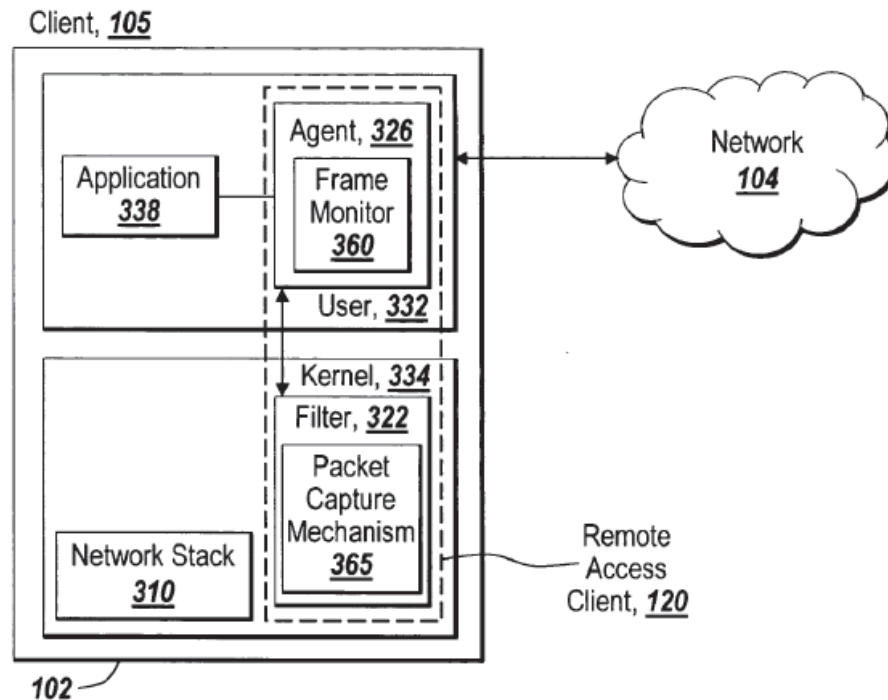 Client, 105
Agent, 326
Application
338
Frame
Monitor
360
User, 332
Network
104
Kernel, 334
Filter, 322
Packet
Capture
Mechanism
365
Network Stack
310
Remote
Access
Client, 120
102